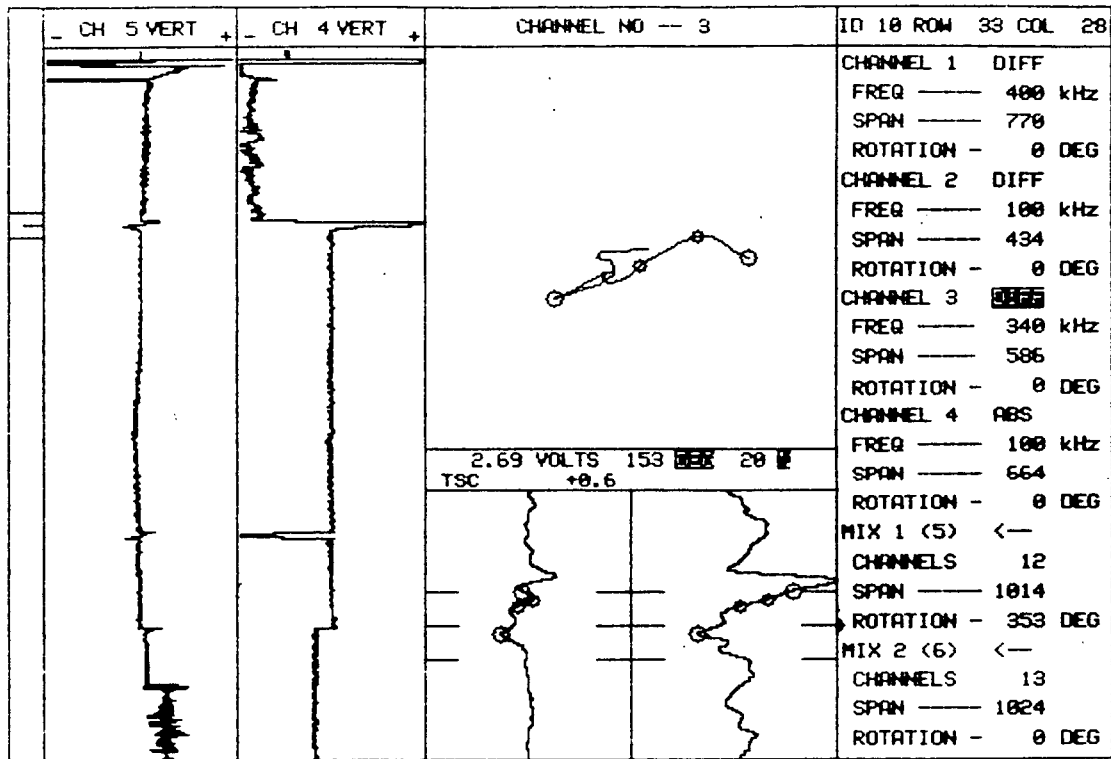 _ CH 5 VERT +
_ CH 4 VERT +
CHANNEL NO -- 3
ID 10 ROW 33 COL 28
CHANNEL 1 DIFF
FREQ ----- 400 kHz
SPAN ----- 770
ROTATION - 0 DEG
CHANNEL 2 DIFF
FREQ ----- 100 kHz
SPAN ----- 434
ROTATION - 0 DEG
CHANNEL 3 DIFF
FREQ ----- 340 kHz
SPAN ----- 586
ROTATION - 0 DEG
CHANNEL 4 ABS
FREQ ----- 100 kHz
SPAN ----- 664
ROTATION - 0 DEG
MIX 1 (5) <--
CHANNELS 12
SPAN ----- 1014
ROTATION - 353 DEG
MIX 2 (6) <--
CHANNELS 13
SPAN ----- 1024
ROTATION - 0 DEG
2.69 VOLTS 153 20
TSC +0.6